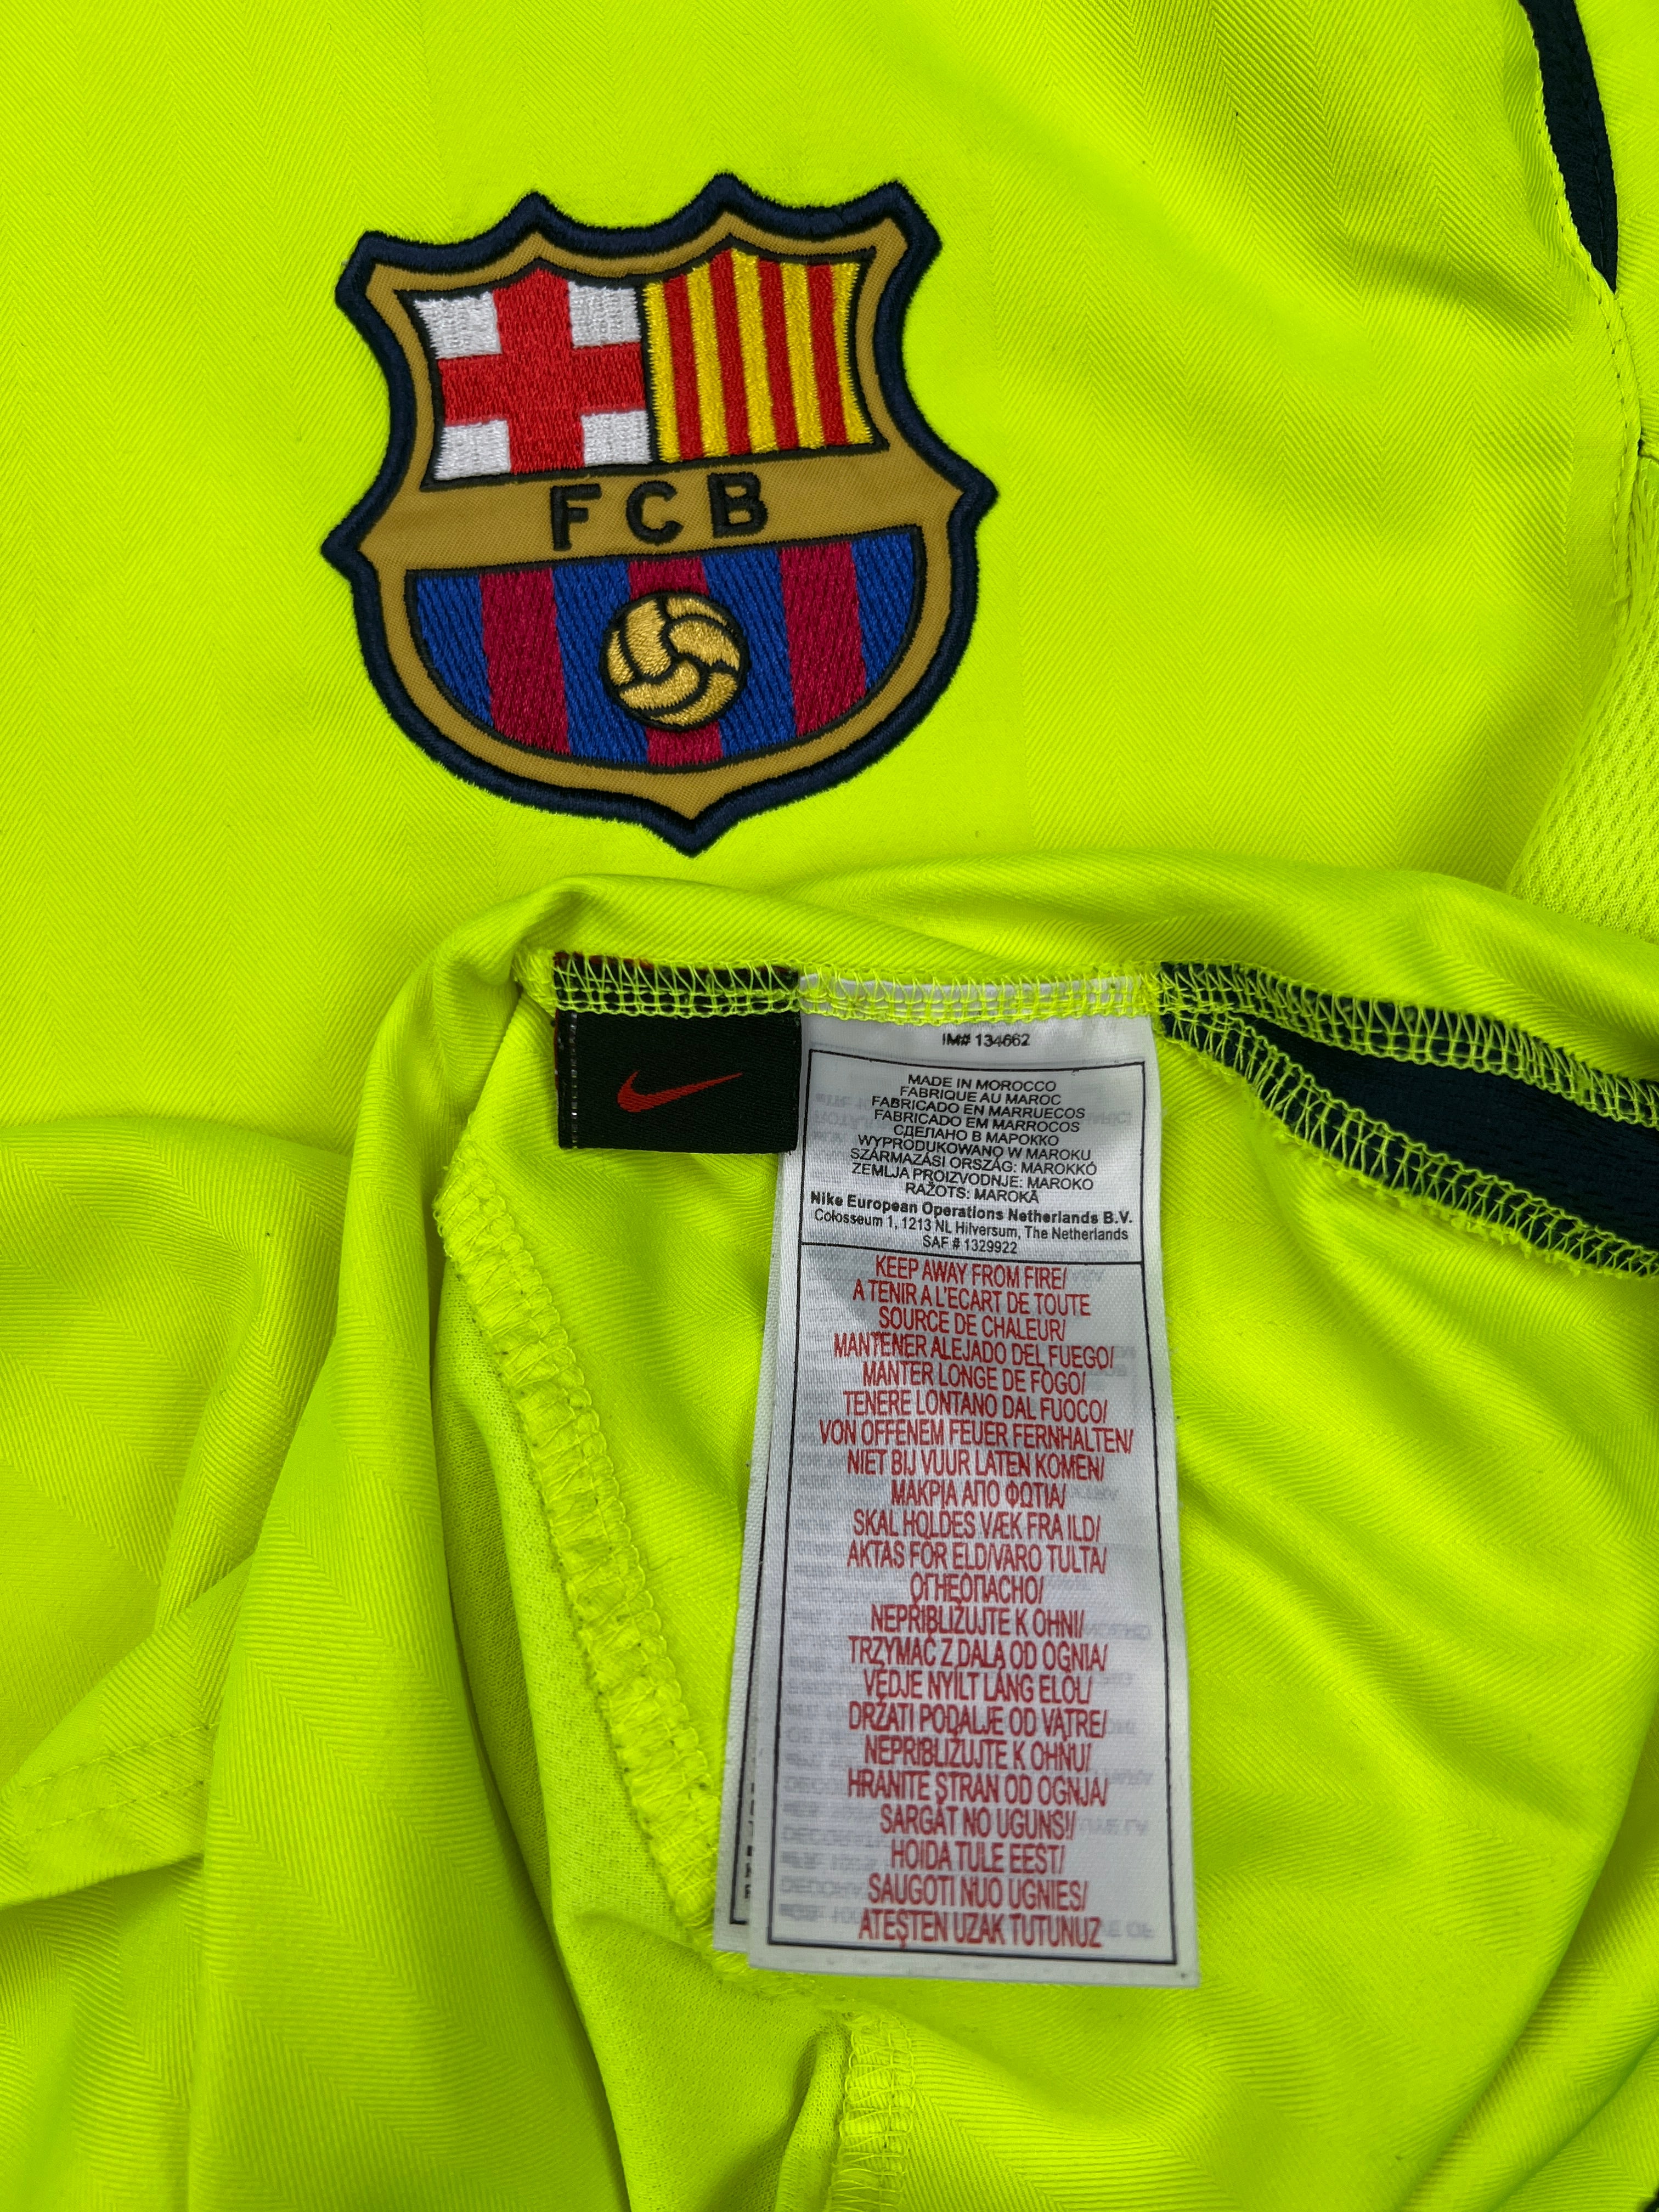 FCB
IM# 134662
MADE IN MOROCCO
FABRIQUE AU MAROC
FABRICADO EN MARRUECOS
FABRICADO EM MARROCOS
СДЕЛАНО В МАРОККО
WYPRODUKOWANO W MAROKU
SZÁRMAZÁSI ORSZÁG: MAROKKÓ
ZEMLJA PROIZVODNJE: MAROKO
RAŽOTS: MAROKĀ
Nike European Operations Netherlands B.V.
Colosseum 1, 1213 NL Hilversum, The Netherlands
SAF # 1329922
KEEP AWAY FROM FIRE/
A TENIR A L'ECART DE TOUTE
SOURCE DE CHALEUR/
MANTENER ALEJADO DEL FUEGO/
MANTER LONGE DE FOGO/
TENERE LONTANO DAL FUOCO/
VON OFFENEM FEUER FERNHALTEN/
NIET BIJ VUUR LATEN KOMEN/
ΜΑΚΡΙΑ ΑΠΟ ΦΩΤΙΑ/
SKAL HOLDES VÆK FRA ILD/
AKTAS FÖR ELD/VARO TULTA/
ОГНЕОПАСНО/
NEPŘIBLIŽUJTE K OHNI/
TRZYMAĆ Z DALA OD OGNIA/
VÉDJE NYÍLT LÁNG ELOL/
DRŽATI PODALJE OD VATRE/
NEPRIBLIŽUJTE K OHŇU/
HRANITE STRAN OD OGNJA/
SARGĀT NO UGUNS!/
HOIDA TULE EEST/
SAUGOTI NUO UGNIES/
ATEŞTEN UZAK TUTUNUZ